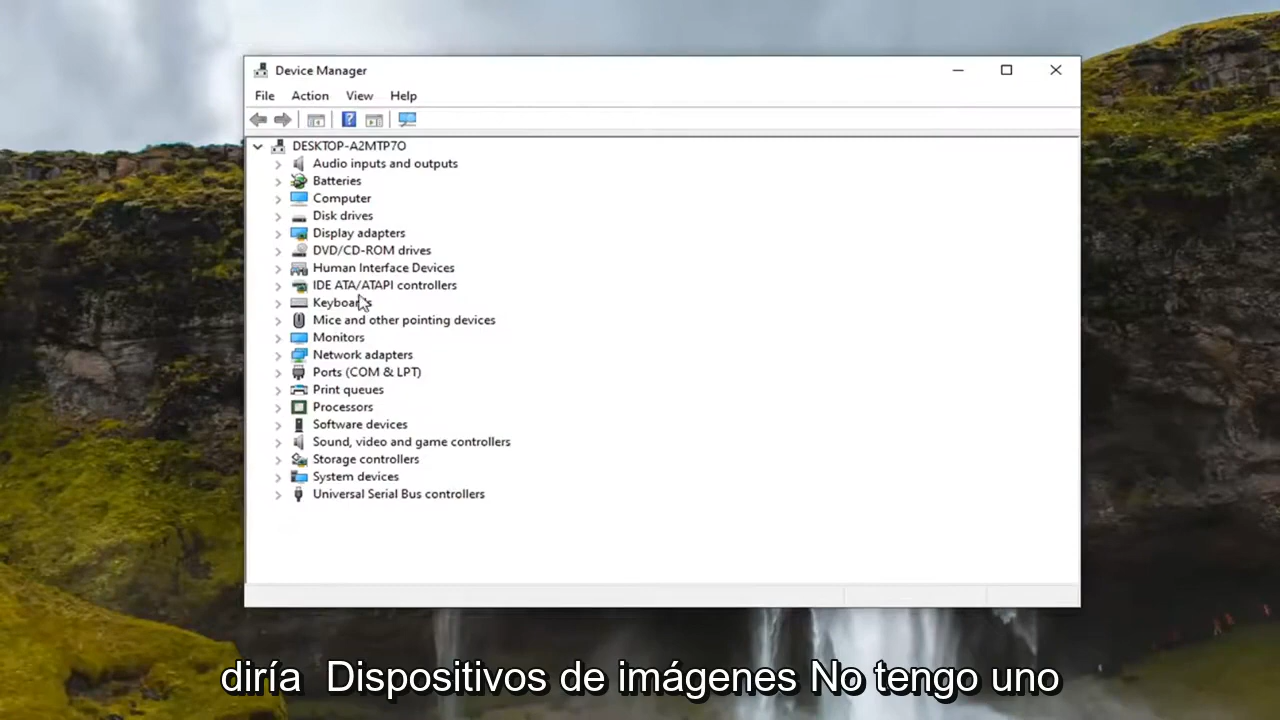 Device Manager
File Action View Help
DESKTOP-A2MTP7O
Audio inputs and outputs
Batteries
Computer
Disk drives
Display adapters
DVD/CD-ROM drives
Human Interface Devices
IDE ATA/ATAPI controllers
Keyboards
Mice and other pointing devices
Monitors
Network adapters
Ports (COM & LPT)
Print queues
Processors
Software devices
Sound, video and game controllers
Storage controllers
System devices
Universal Serial Bus controllers
diría Dispositivos de imágenes No tengo uno